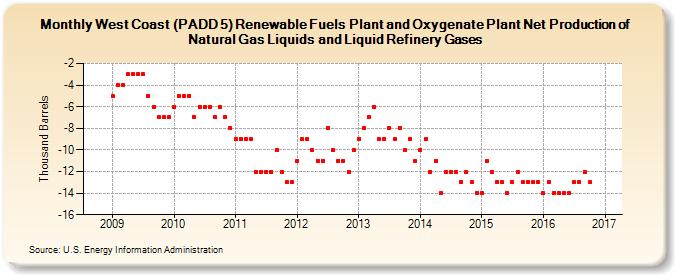 Monthly West Coast (PADD 5) Renewable Fuels Plant and Oxygenate Plant Net Production of
Natural Gas Liquids and Liquid Refinery Gases
Thousand Barrels
-2
-4
-6
-8
-10
-12
-14
-16
2009 2010 2011 2012 2013 2014 2015 2016 2017
Source: U.S. Energy Information Administration